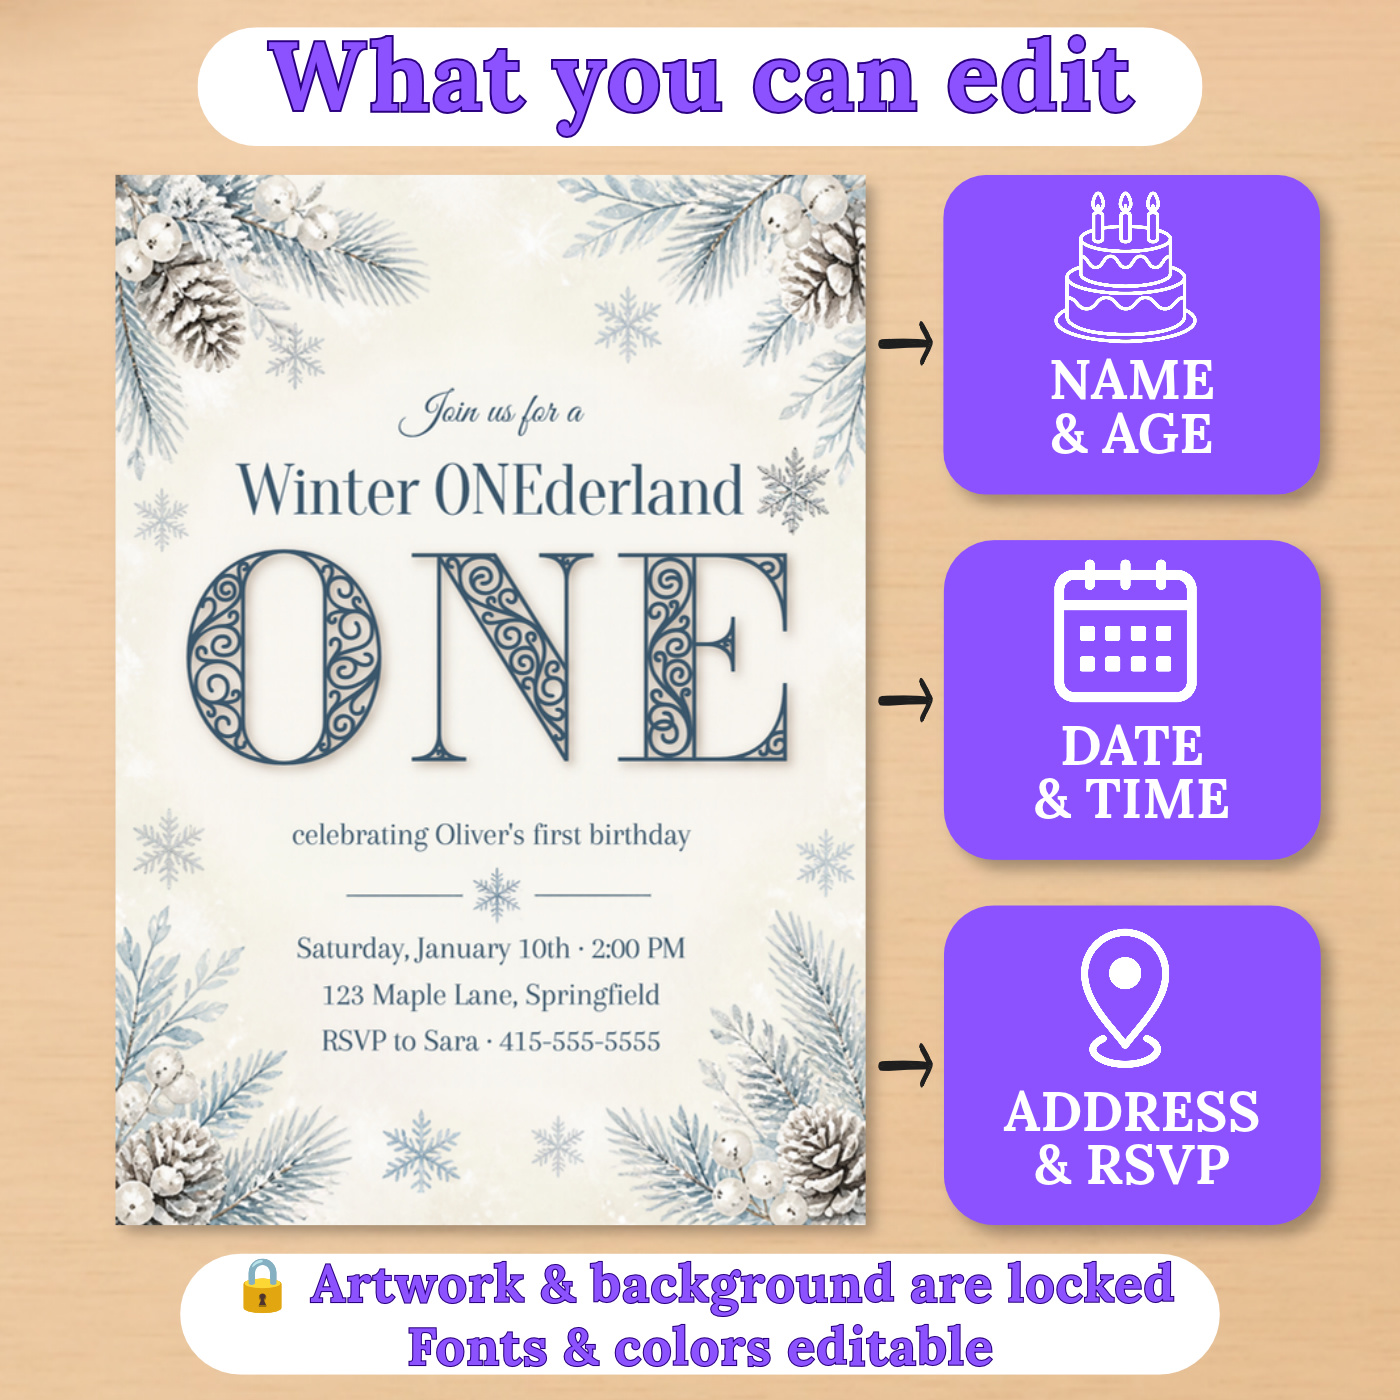 What you can edit
Join us for a
Winter ONEderland
ONE
celebrating Oliver's first birthday
Saturday, January 10th · 2:00 PM
123 Maple Lane, Springfield
RSVP to Sara · 415-555-5555
NAME
& AGE
DATE
& TIME
ADDRESS
& RSVP
🔒 Artwork & background are locked
Fonts & colors editable